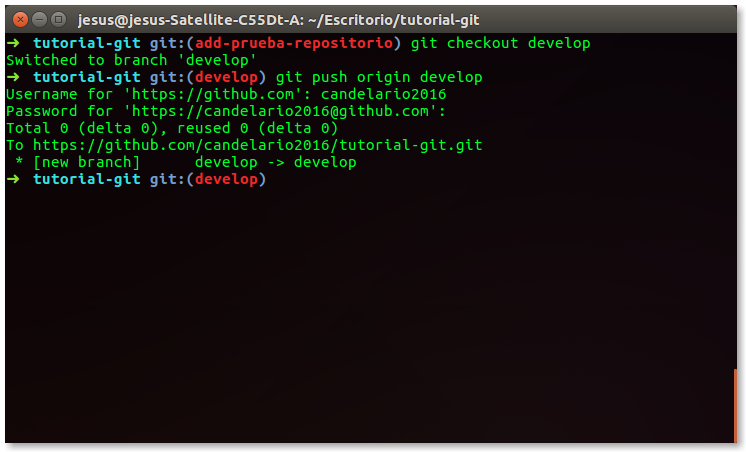 jesus@jesus-Satellite-C55Dt-A: ~/Escritorio/tutorial-git
➜ tutorial-git git:(add-prueba-repositorio) git checkout develop
Switched to branch 'develop'
➜ tutorial-git git:(develop) git push origin develop
Username for 'https://github.com': candelario2016
Password for 'https://candelario2016@github.com':
Total 0 (delta 0), reused 0 (delta 0)
To https://github.com/candelario2016/tutorial-git.git
 * [new branch]      develop -> develop
➜ tutorial-git git:(develop)